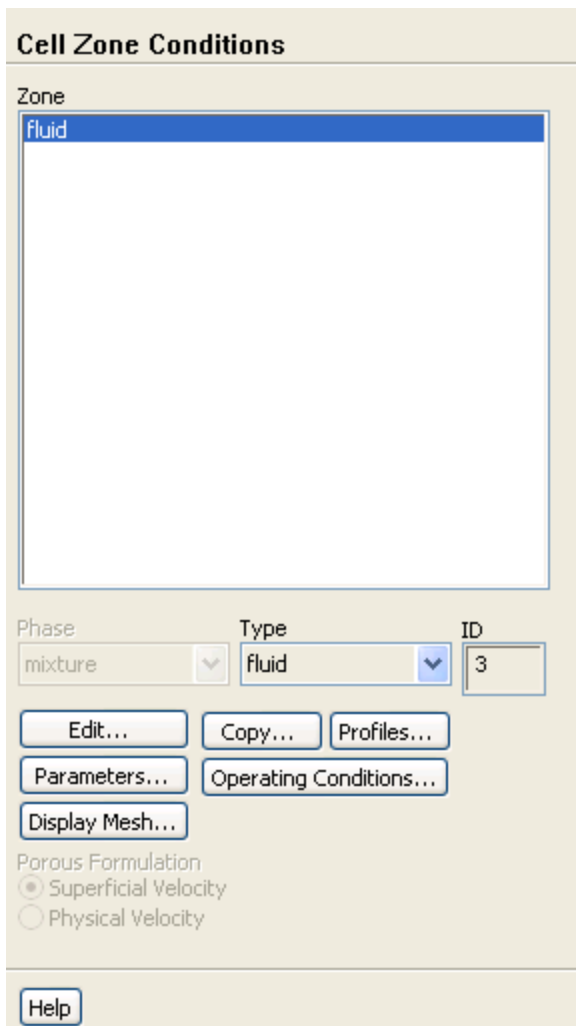 Cell Zone Conditions
Zone
fluid
Phase Type ID
mixture fluid 3
Edit... Copy... Profiles...
Parameters... Operating Conditions...
Display Mesh...
Porous Formulation
Superficial Velocity
Physical Velocity
Help